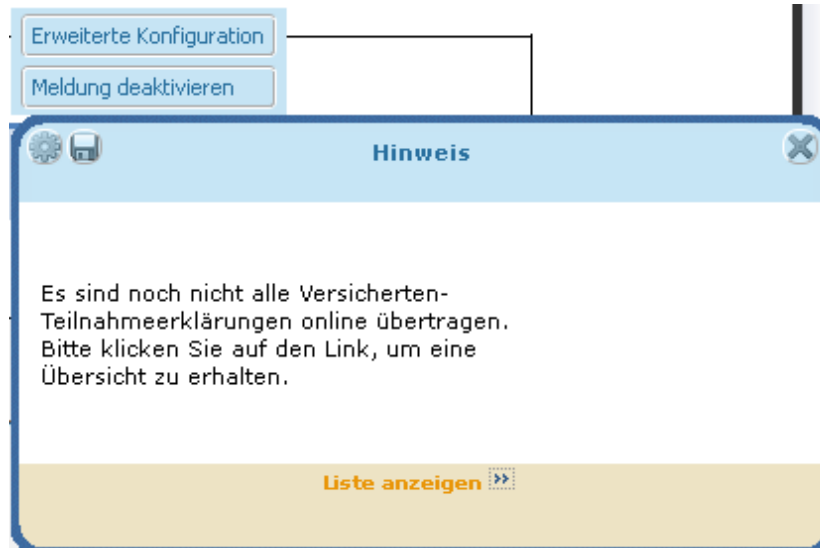 Erweiterte Konfiguration
Meldung deaktivieren
Hinweis
Es sind noch nicht alle Versicherten-
Teilnahmeerklärungen online übertragen.
Bitte klicken Sie auf den Link, um eine
Übersicht zu erhalten.
Liste anzeigen »